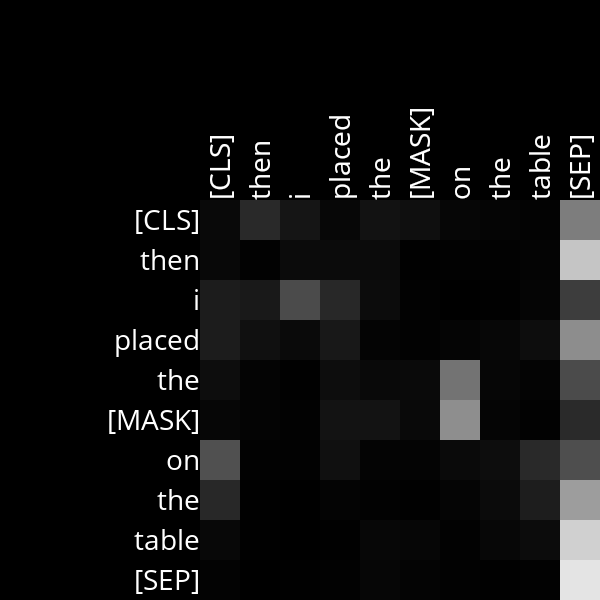 [CLS] then i placed the [MASK] on the table [SEP]
[CLS]
then
i
placed
the
[MASK]
on
the
table
[SEP]